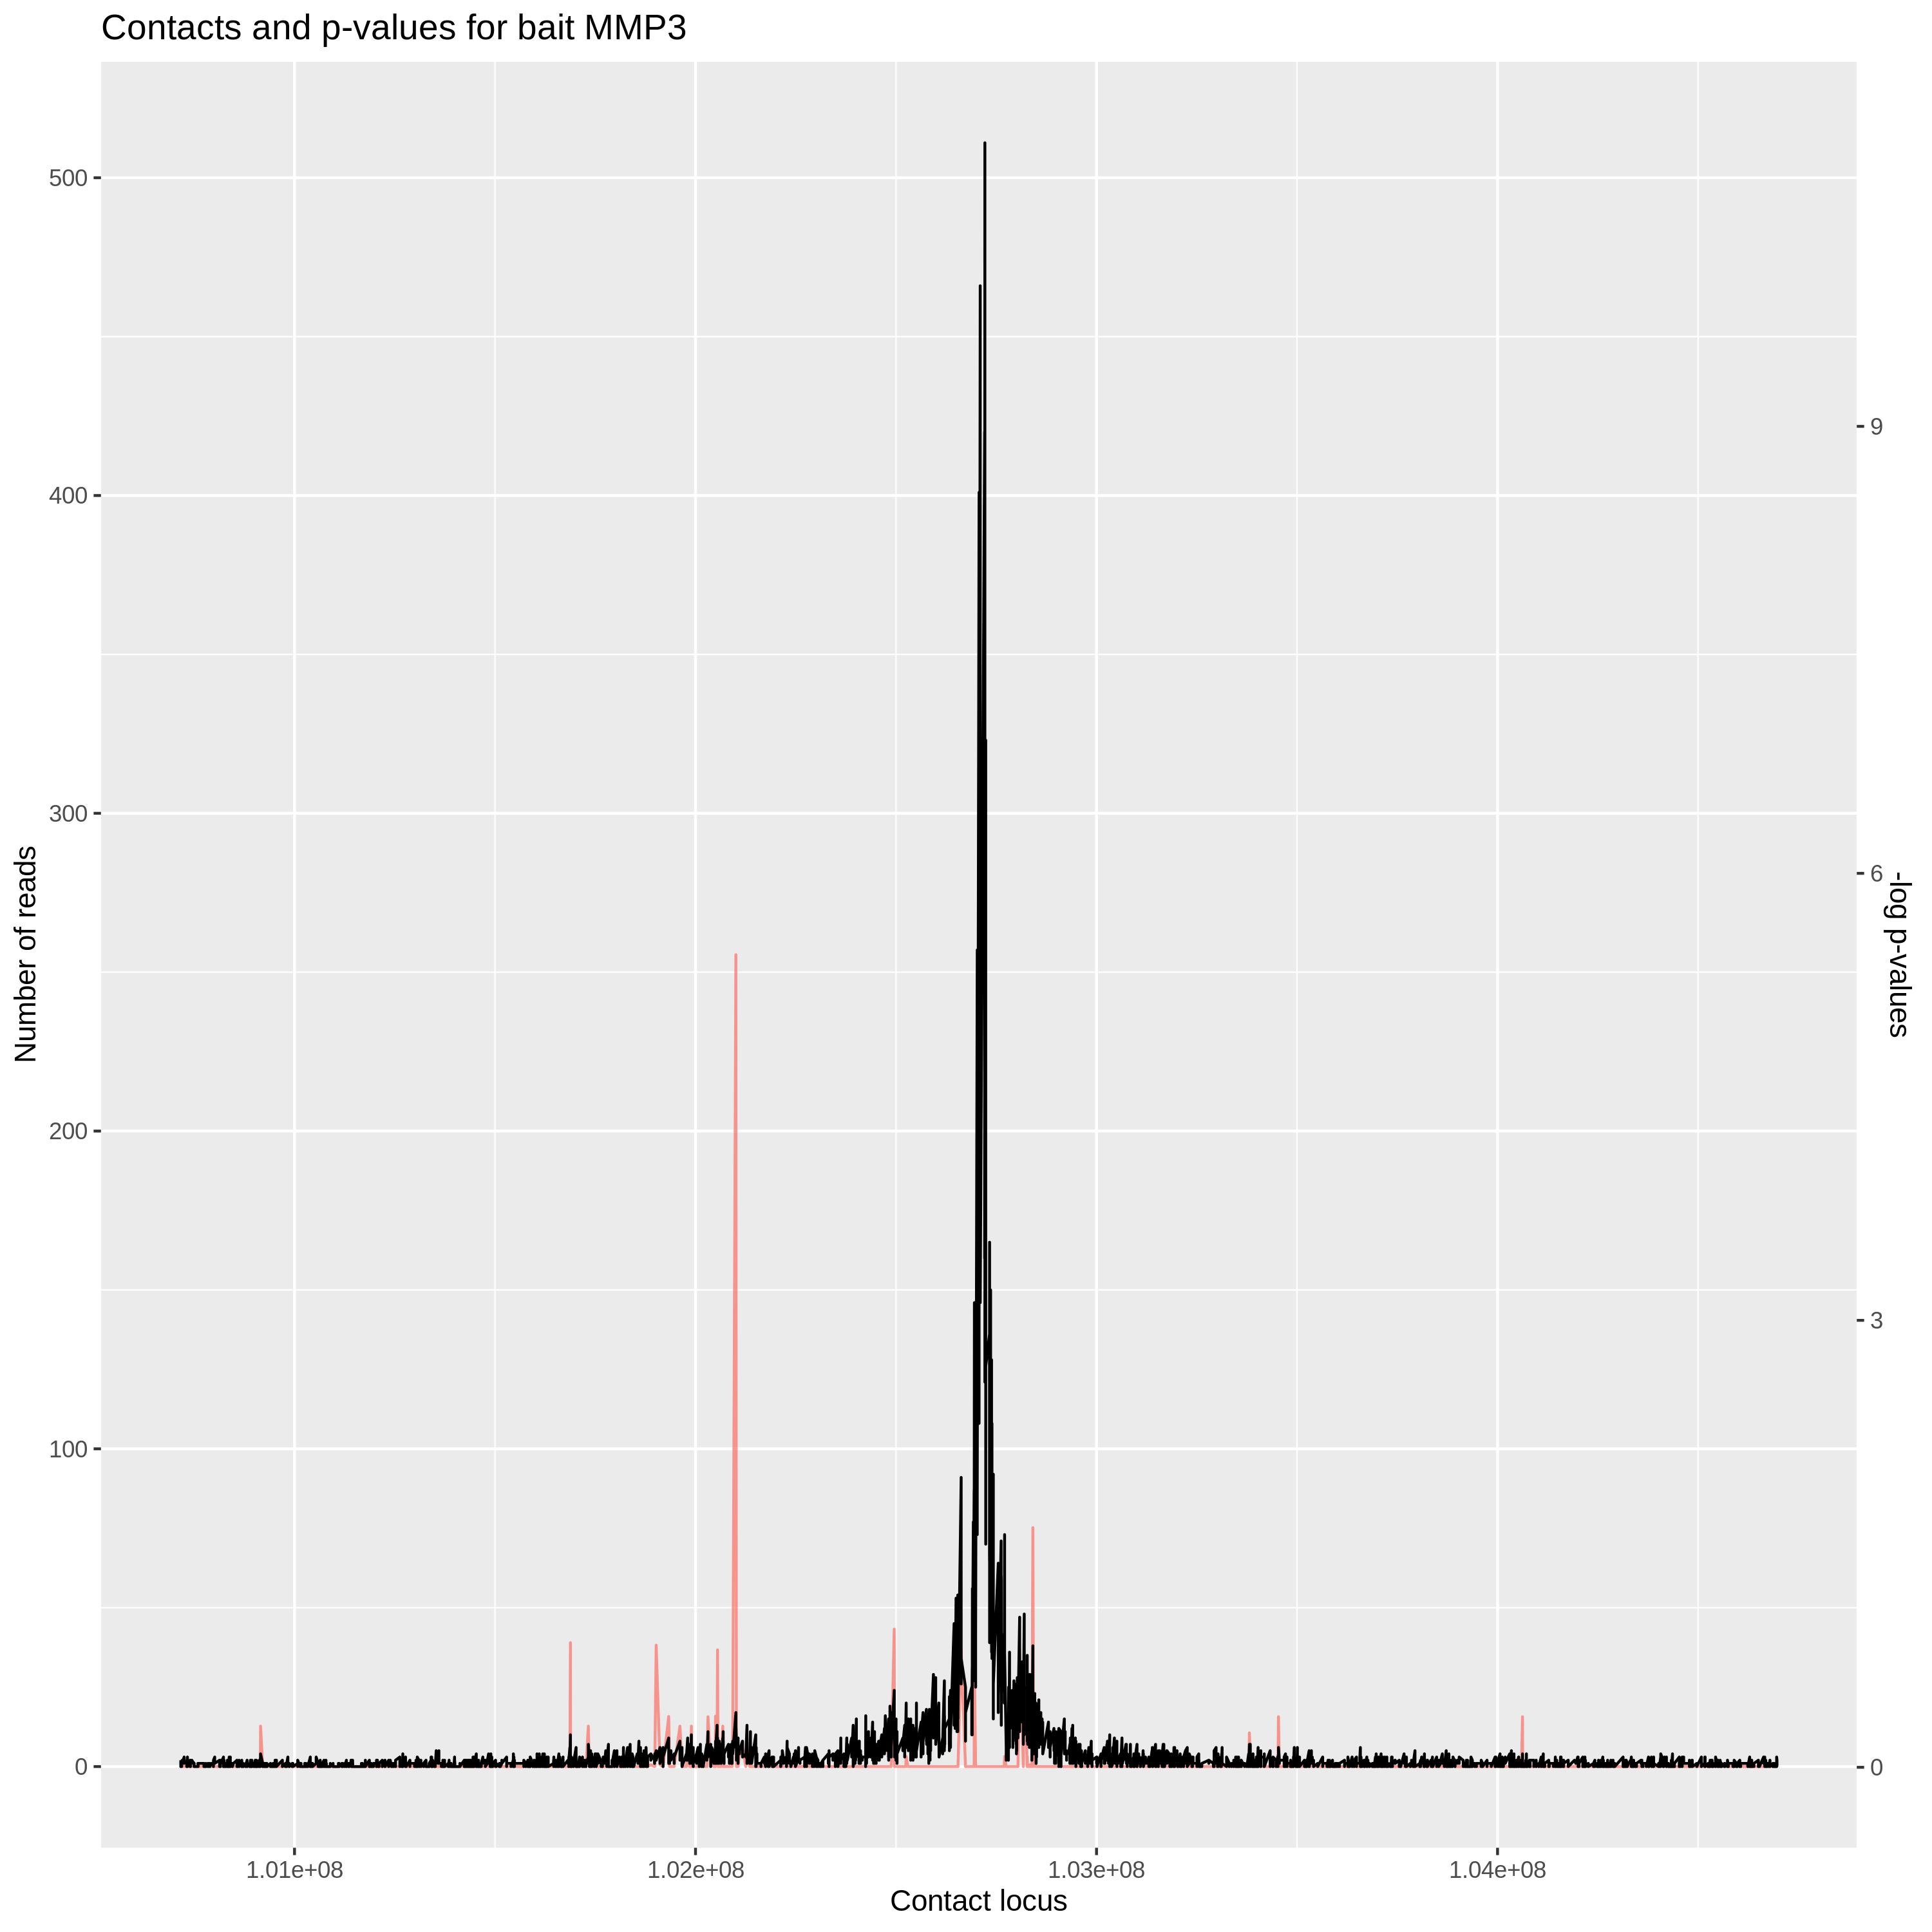 Contacts and p-values for bait MMP3
500
400
300
200
100
0
Number of reads
9
6
3
0
-log p-values
1.01e+08
1.02e+08
1.03e+08
1.04e+08
Contact locus